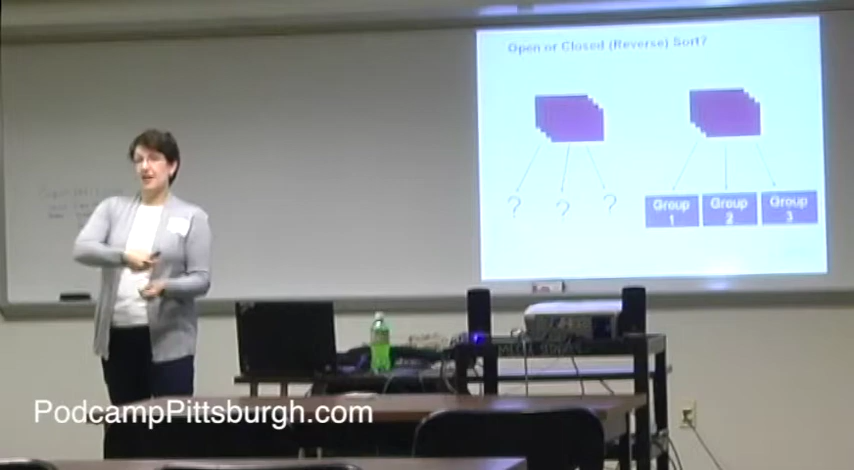 Open or Closed (Reverse) Sort?
? ? ?
Group 1
Group 2
Group 3
PodcampPittsburgh.com